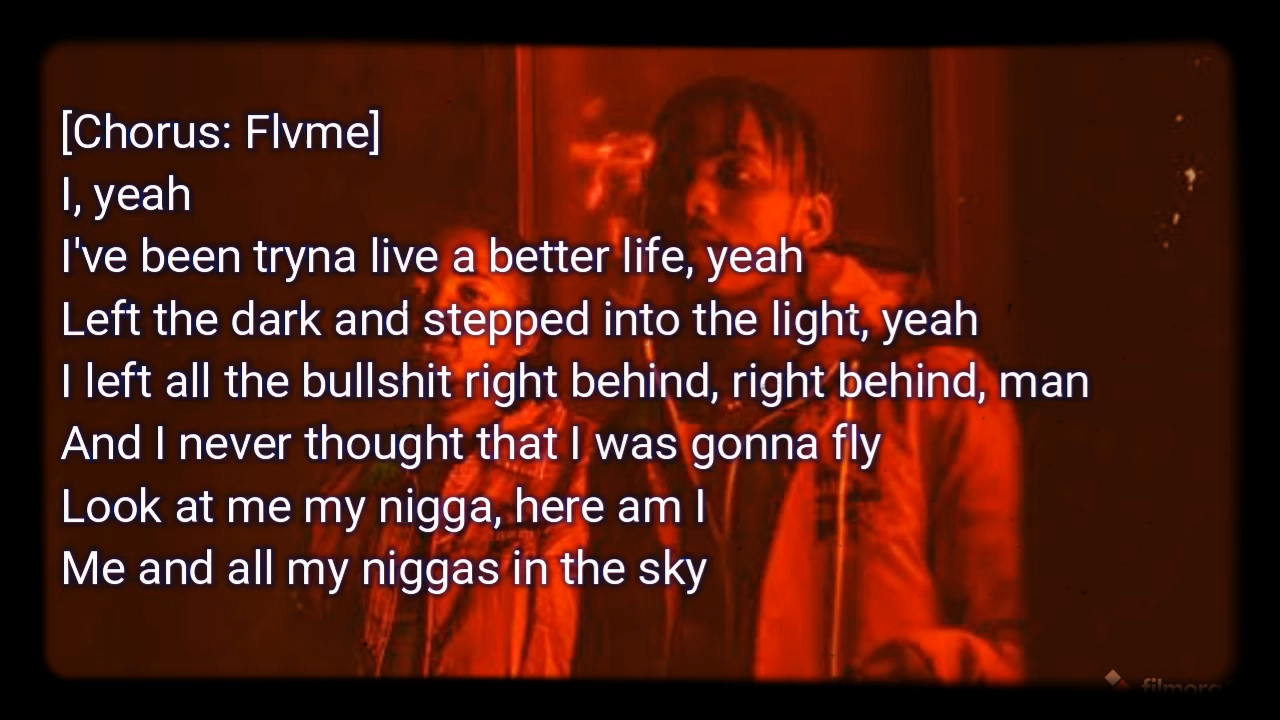 [Chorus: Flvme]
I, yeah
I've been tryna live a better life, yeah
Left the dark and stepped into the light, yeah
I left all the bullshit right behind, right behind, man
And I never thought that I was gonna fly
Look at me my nigga, here am I
Me and all my niggas in the sky